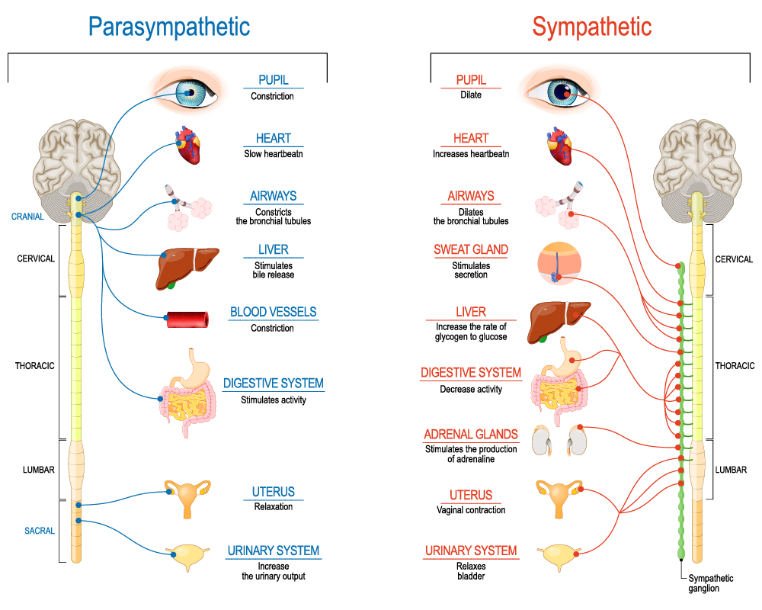 Parasympathetic
PUPIL
Constriction
HEART
Slow heartbeatn
AIRWAYS
Constricts
the bronchial tubules
LIVER
Stimulates
bile release
BLOOD VESSELS
Constriction
DIGESTIVE SYSTEM
Stimulates activity
UTERUS
Relaxation
URINARY SYSTEM
Increase
the urinary output
CRANIAL
CERVICAL
THORACIC
LUMBAR
SACRAL
Sympathetic
PUPIL
Dilate
HEART
Increases heartbeatn
AIRWAYS
Dilates
the bronchial tubules
SWEAT GLAND
Stimulates
secretion
LIVER
Increase the rate of
glycogen to glucose
DIGESTIVE SYSTEM
Decrease activity
ADRENAL GLANDS
Stimulates the production
of adrenaline
UTERUS
Vaginal contraction
URINARY SYSTEM
Relaxes
bladder
CERVICAL
THORACIC
LUMBAR
Sympathetic
ganglion